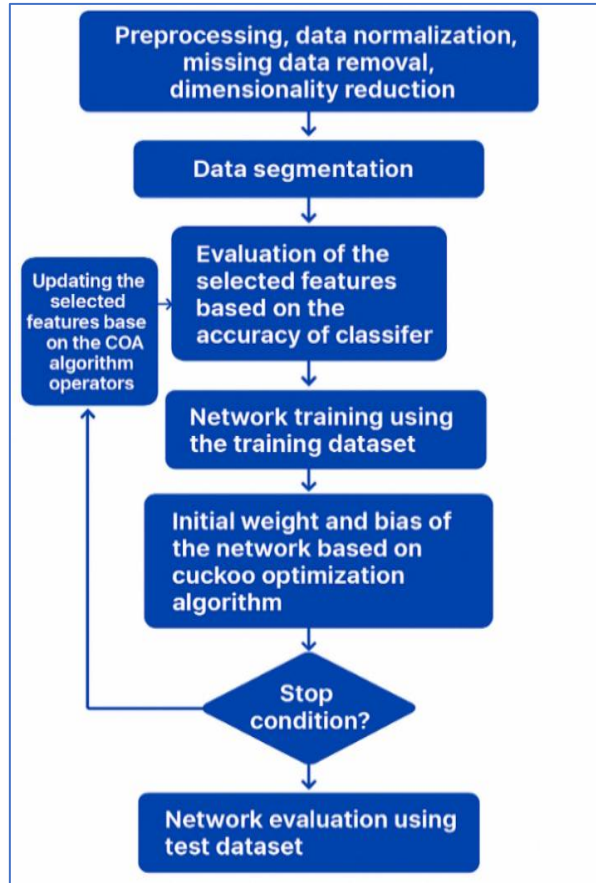 Preprocessing, data normalization,
missing data removal,
dimensionality reduction
Data segmentation
Evaluation of the
selected features
based on the
accuracy of classifer
Updating the
selected
features base
on the COA
algorithm
operators
Network training using
the training dataset
Initial weight and bias of
the network based on
cuckoo optimization
algorithm
Stop
condition?
Network evaluation using
test dataset